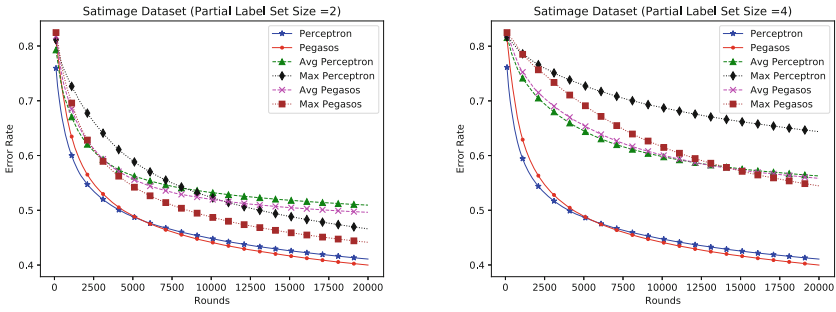 Satimage Dataset (Partial Label Set Size =2)
Error Rate
0.8
0.7
0.6
0.5
0.4
Perceptron
Pegasos
Avg Perceptron
Max Perceptron
Avg Pegasos
Max Pegasos
0 2500 5000 7500 10000 12500 15000 17500 20000
Rounds
Satimage Dataset (Partial Label Set Size =4)
Error Rate
0.8
0.7
0.6
0.5
0.4
Perceptron
Pegasos
Avg Perceptron
Max Perceptron
Avg Pegasos
Max Pegasos
0 2500 5000 7500 10000 12500 15000 17500 20000
Rounds